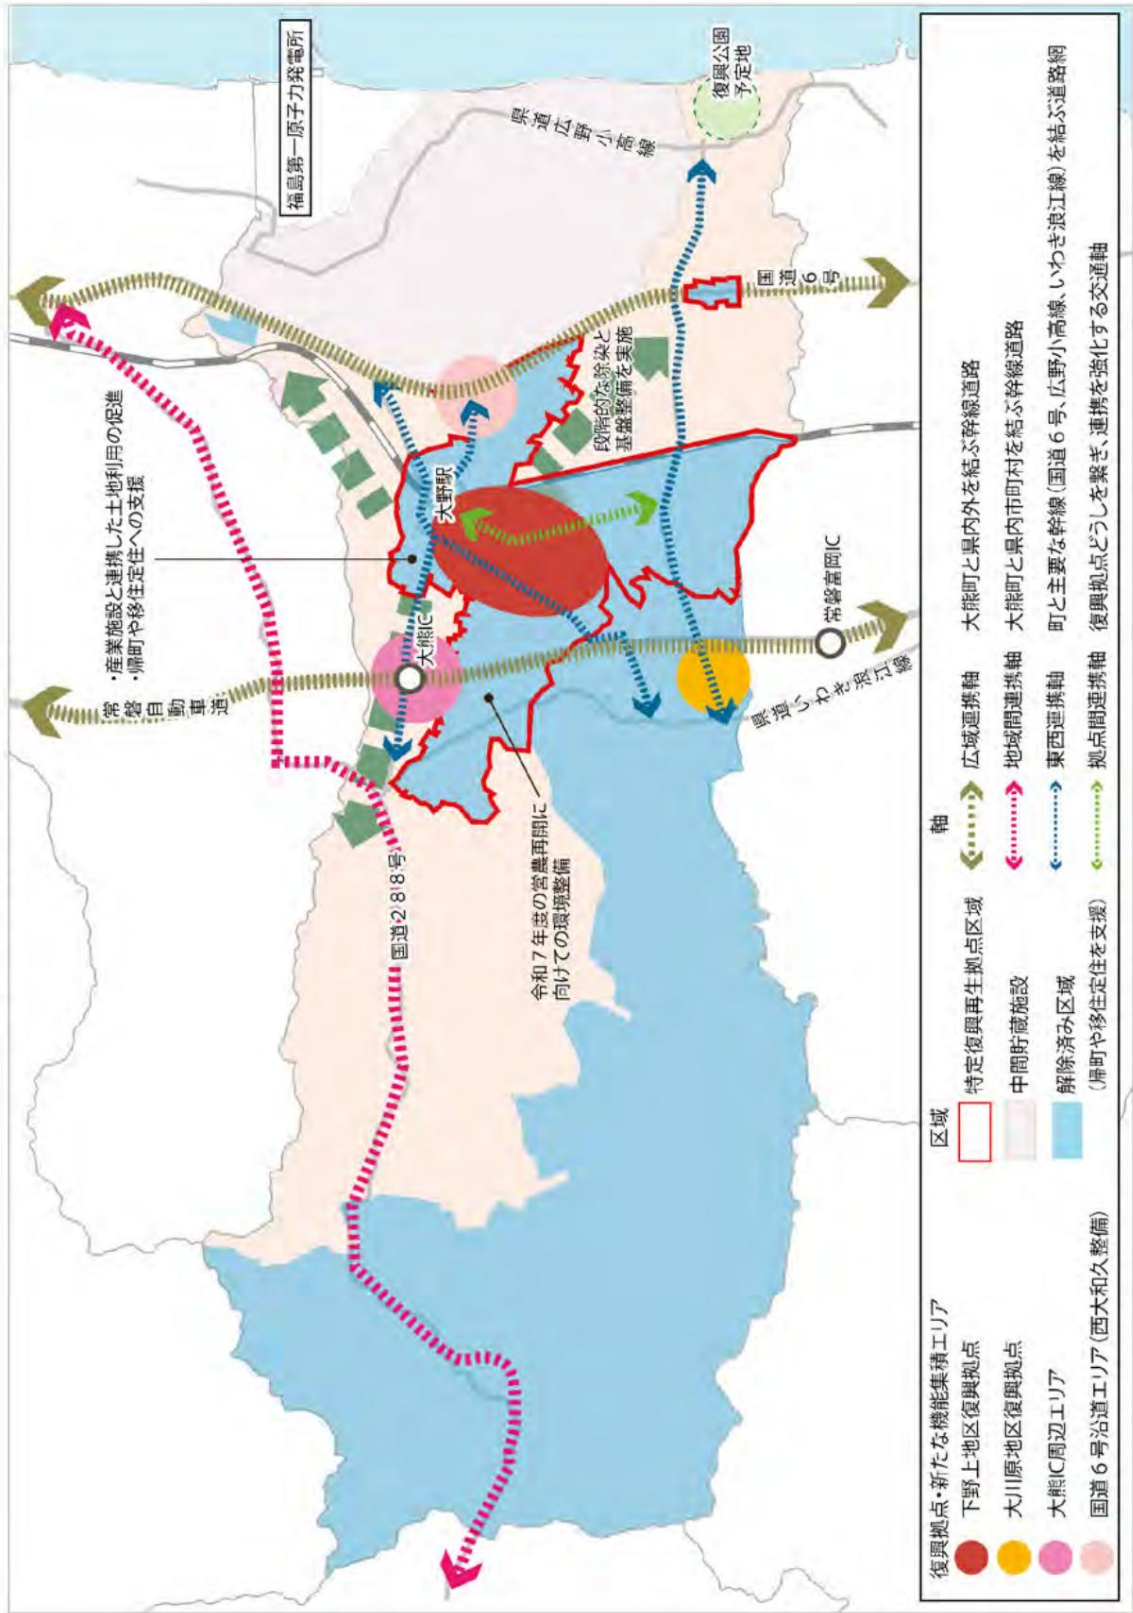 福島第一原子力発電所
・産業施設と連携した土地利用の促進
・帰町や移住定住への支援
常磐自動車道
大熊IC
大野駅
国道288号
県道広野小高線
復興公園
予定地
段階的な除染と
基盤整備を実施
国道6号
令和7年度の営農再開に
向けての環境整備
県道いわき浪江線
常磐富岡IC
復興拠点・新たな機能集積エリア
下野上地区復興拠点
大川原地区復興拠点
大熊IC周辺エリア
国道6号沿道エリア(西大和久整備)
区域
特定復興再生拠点区域
中間貯蔵施設
解除済み区域
(帰町や移住定住を支援)
軸
広域連携軸 大熊町と県内外を結ぶ幹線道路
地域間連携軸 大熊町と県内市町村を結ぶ幹線道路
東西連携軸 町と主要な幹線(国道6号、広野小高線、いわき浪江線)を結ぶ道路網
拠点間連携軸 復興拠点どうしを繋ぎ、連携を強化する交通軸